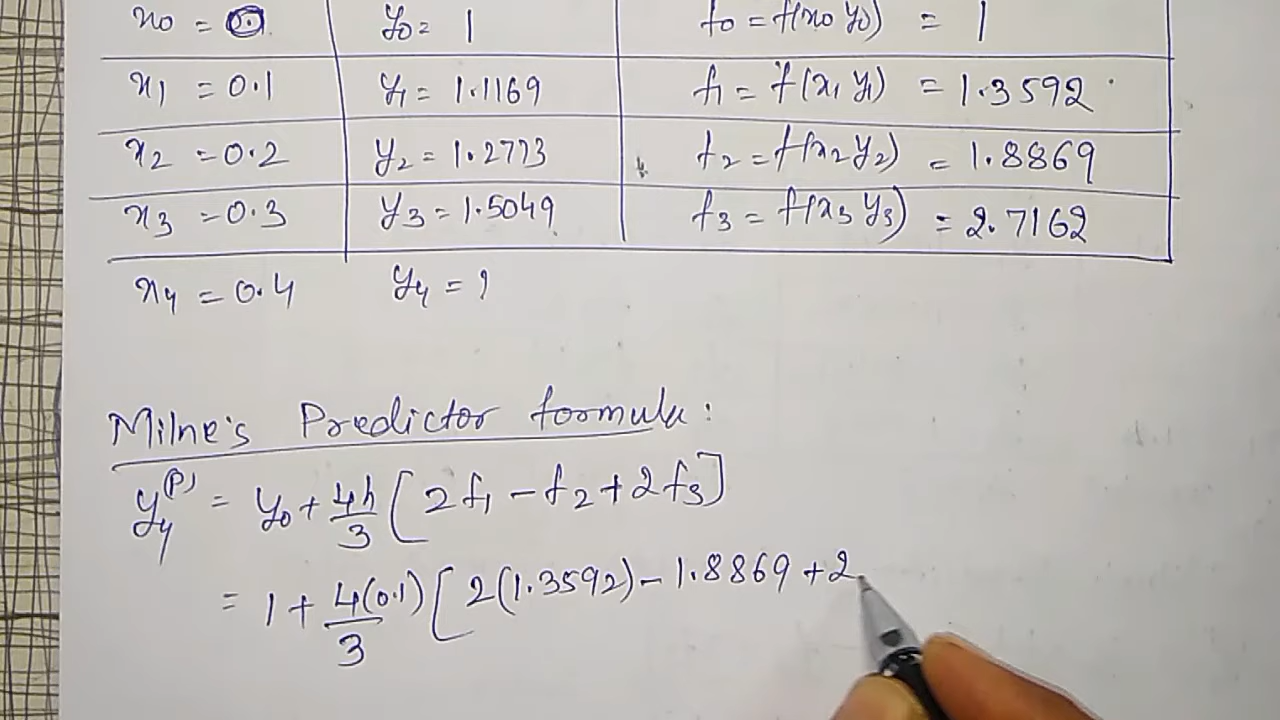 x0 = 0 y0 = 1 f0 = f(x0 y0) = 1
x1 = 0.1 y1 = 1.1169 f1 = f(x1 y1) = 1.3592
x2 = 0.2 y2 = 1.2773 f2 = f(x2 y2) = 1.8869
x3 = 0.3 y3 = 1.5049 f3 = f(x3 y3) = 2.7162
x4 = 0.4 y4 = ?
Milne's Predictor formula:
y4^(P) = y0 + 4h/3 [2f1 - f2 + 2f3]
= 1 + 4(0.1)/3 [2(1.3592) - 1.8869 + 2